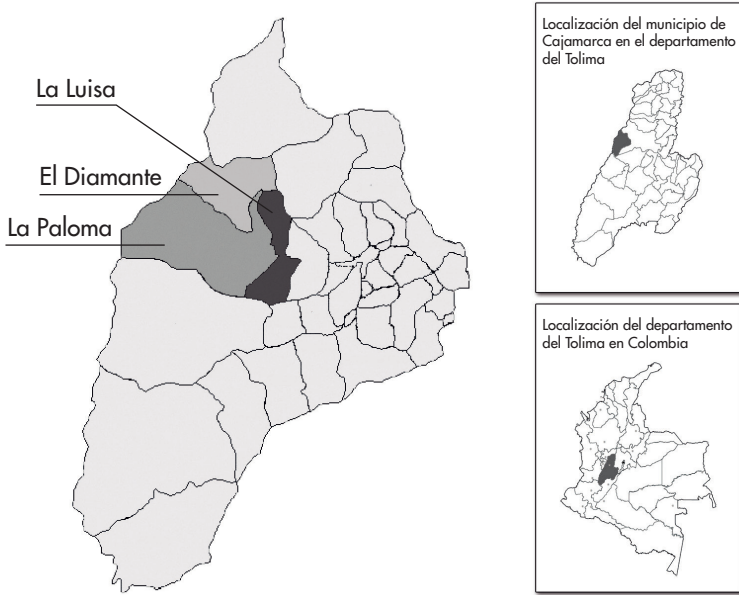 La Luisa
El Diamante
La Paloma
Localización del municipio de
Cajamarca en el departamento
del Tolima
Localización del departamento
del Tolima en Colombia